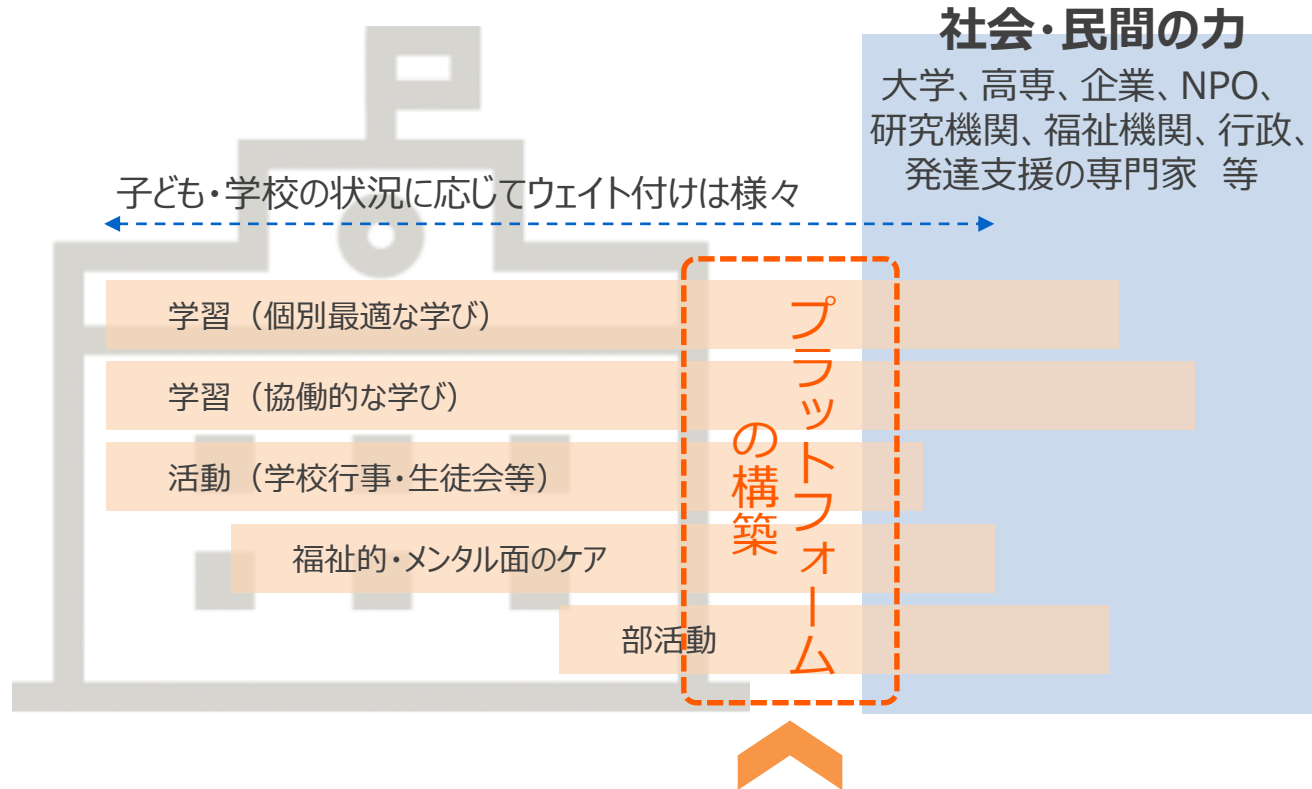 社会・民間の力
大学、高専、企業、NPO、
研究機関、福祉機関、行政、
発達支援の専門家　等
子ども・学校の状況に応じてウェイト付けは様々
学習（個別最適な学び）
学習（協働的な学び）
活動（学校行事・生徒会等）
福祉的・メンタル面のケア
部活動
プラットフォーム
の構築